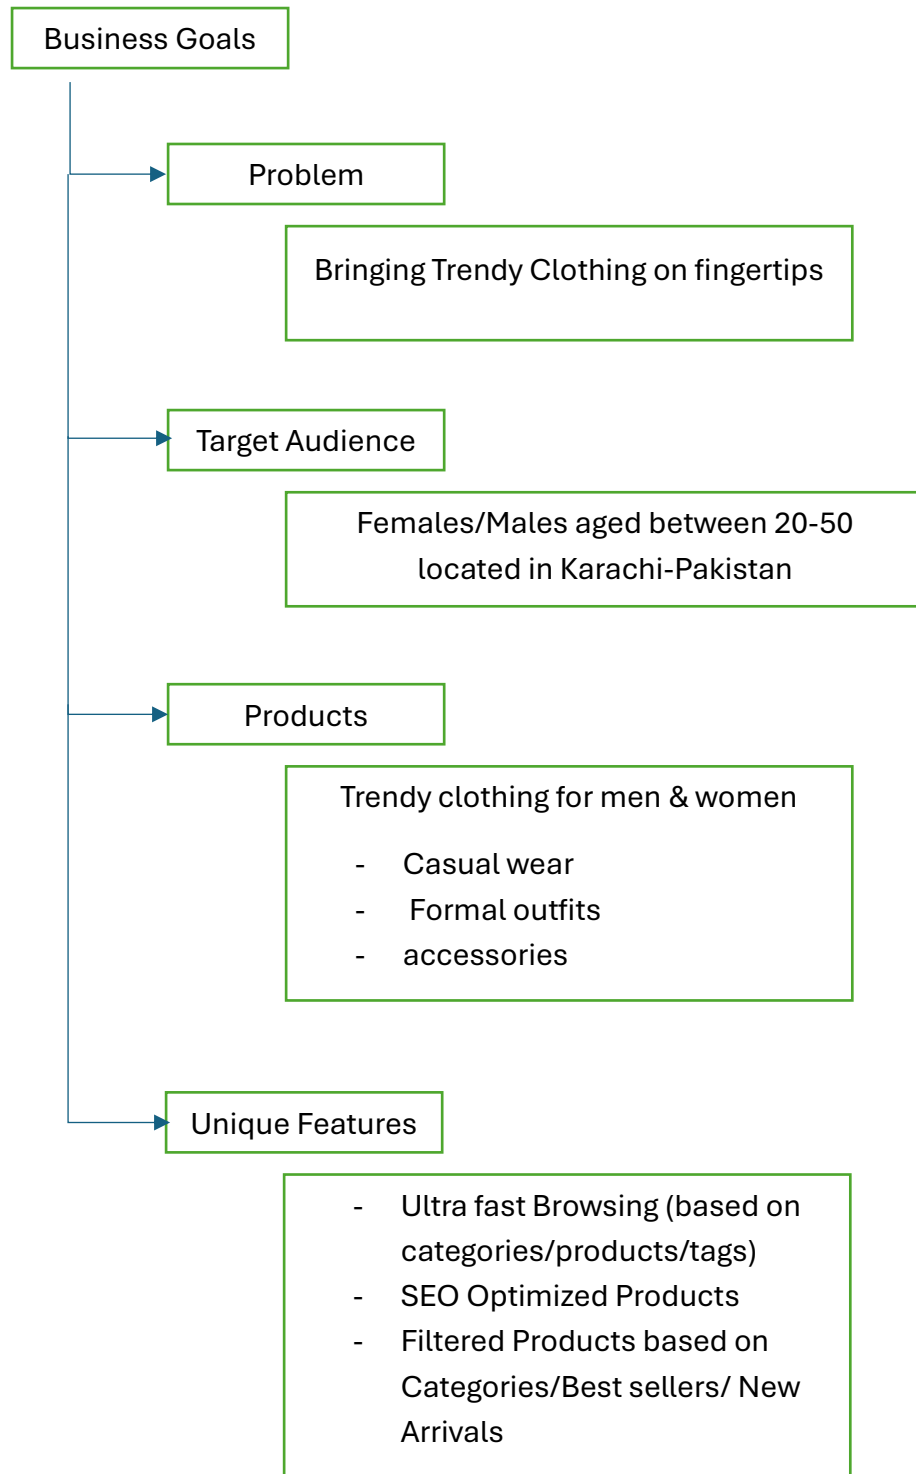 Business Goals
Problem
Bringing Trendy Clothing on fingertips
Target Audience
Females/Males aged between 20-50
located in Karachi-Pakistan
Products
Trendy clothing for men & women
- Casual wear
- Formal outfits
- accessories
Unique Features
- Ultra fast Browsing (based on
categories/products/tags)
- SEO Optimized Products
- Filtered Products based on
Categories/Best sellers/ New
Arrivals